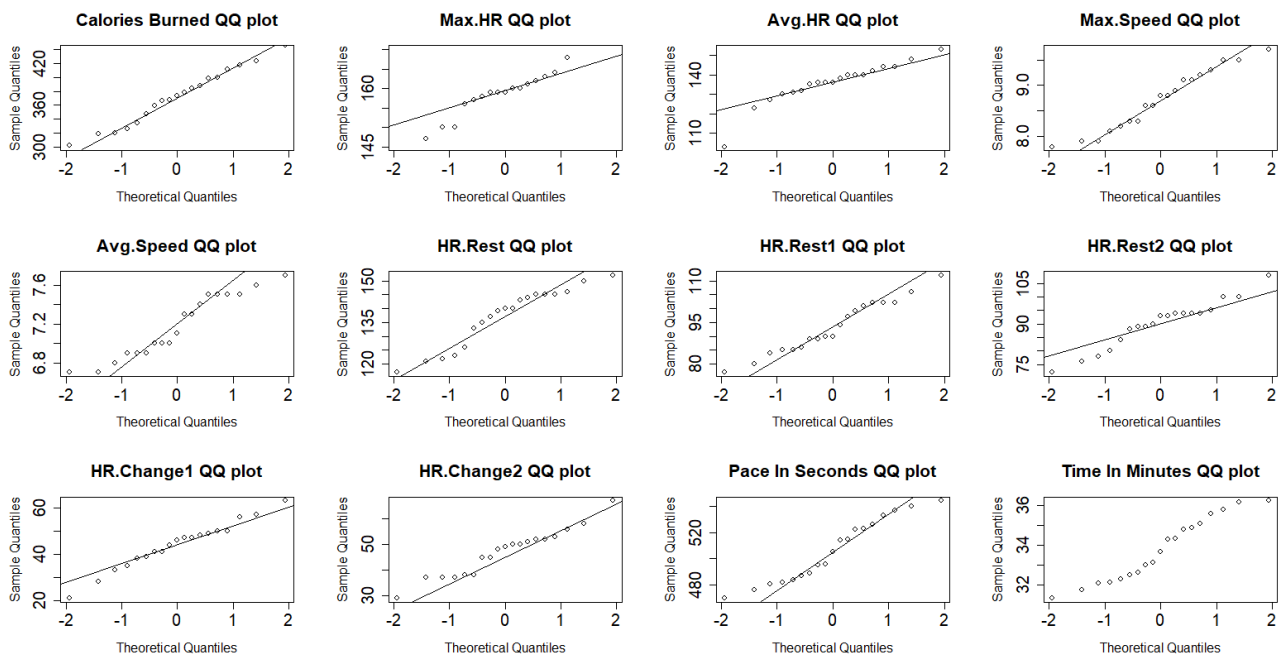 Calories Burned QQ plot
Sample Quantiles
300 360 420
-2 -1 0 1 2
Theoretical Quantiles
Max.HR QQ plot
Sample Quantiles
145 160
-2 -1 0 1 2
Theoretical Quantiles
Avg.HR QQ plot
Sample Quantiles
110 140
-2 -1 0 1 2
Theoretical Quantiles
Max.Speed QQ plot
Sample Quantiles
8.0 9.0
-2 -1 0 1 2
Theoretical Quantiles
Avg.Speed QQ plot
Sample Quantiles
6.8 7.2 7.6
-2 -1 0 1 2
Theoretical Quantiles
HR.Rest QQ plot
Sample Quantiles
120 135 150
-2 -1 0 1 2
Theoretical Quantiles
HR.Rest1 QQ plot
Sample Quantiles
80 95 110
-2 -1 0 1 2
Theoretical Quantiles
HR.Rest2 QQ plot
Sample Quantiles
75 90 105
-2 -1 0 1 2
Theoretical Quantiles
HR.Change1 QQ plot
Sample Quantiles
20 40 60
-2 -1 0 1 2
Theoretical Quantiles
HR.Change2 QQ plot
Sample Quantiles
30 50
-2 -1 0 1 2
Theoretical Quantiles
Pace In Seconds QQ plot
Sample Quantiles
480 520
-2 -1 0 1 2
Theoretical Quantiles
Time In Minutes QQ plot
Sample Quantiles
32 34 36
-2 -1 0 1 2
Theoretical Quantiles